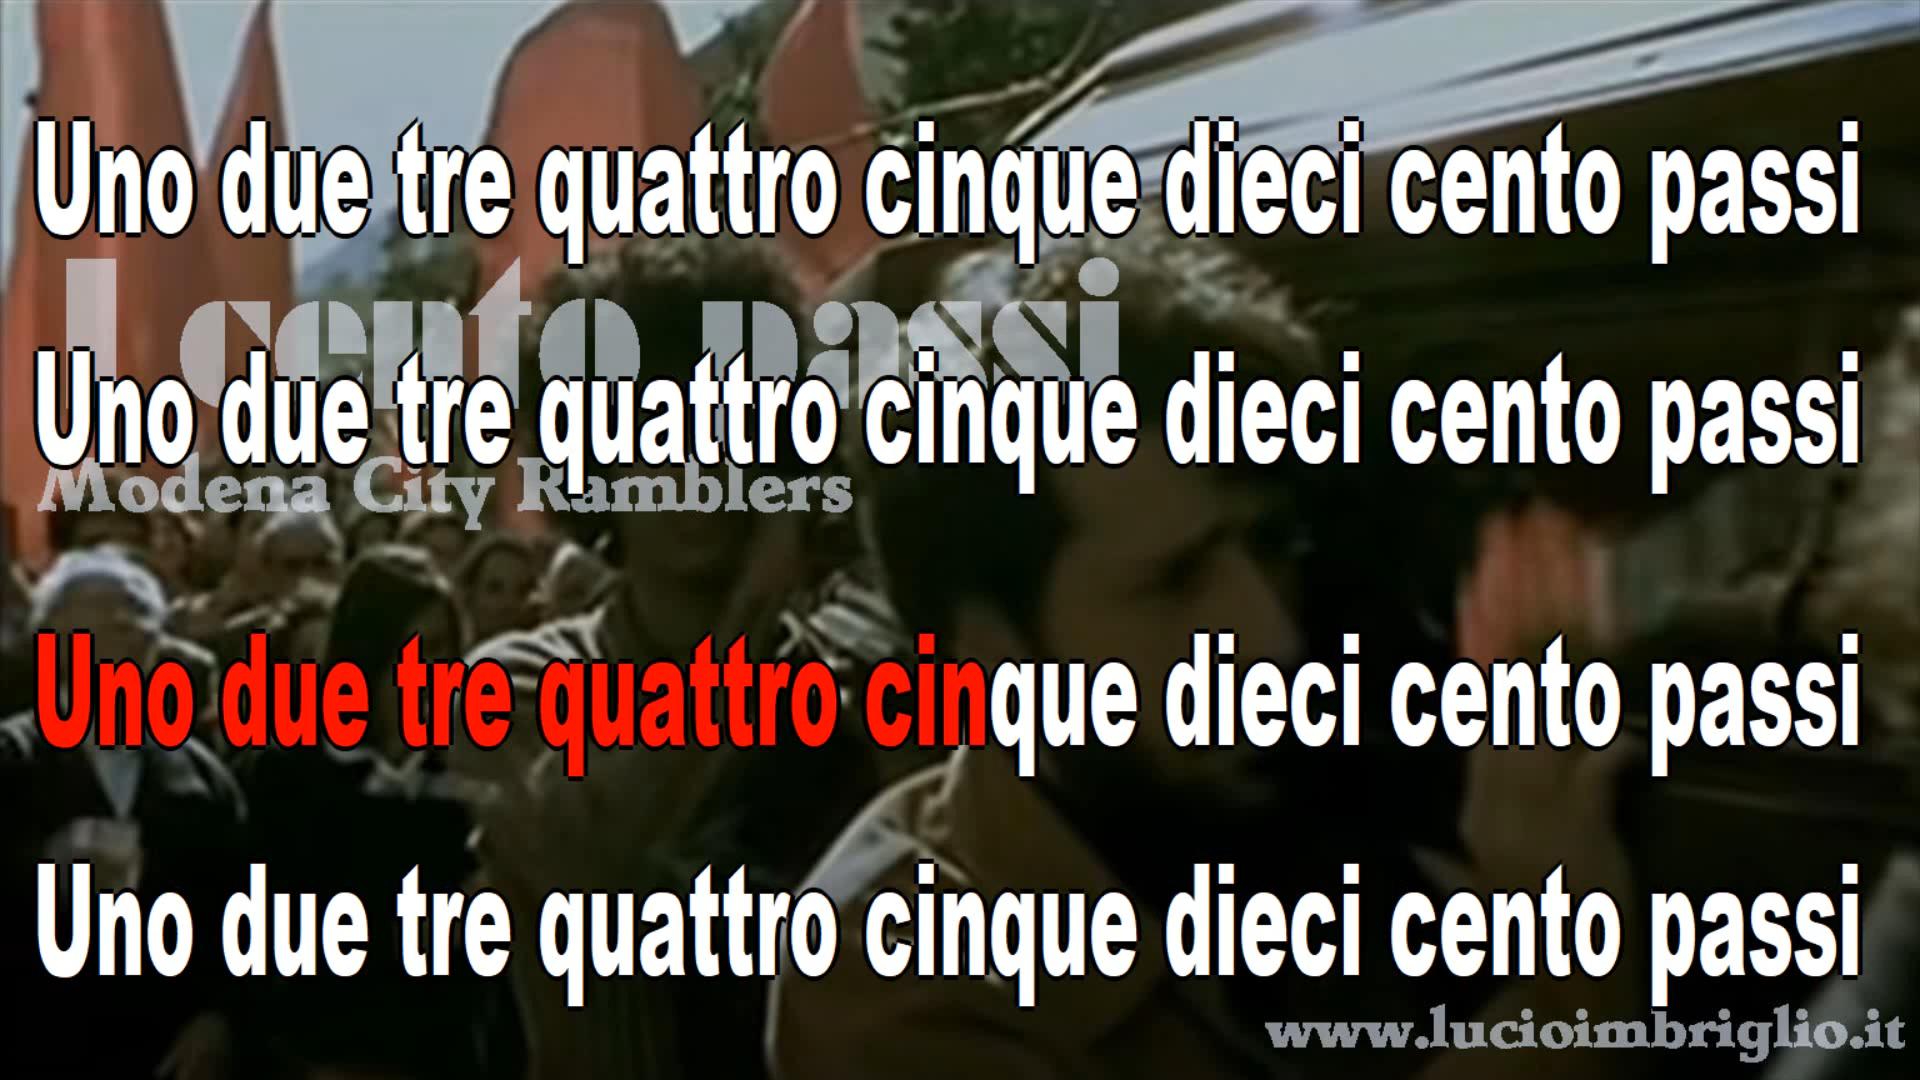 Uno due tre quattro cinque dieci cento passi
I cento passi
Uno due tre quattro cinque dieci cento passi
Modena City Ramblers
Uno due tre quattro cinque dieci cento passi
Uno due tre quattro cinque dieci cento passi
www.lucioimbriglio.it